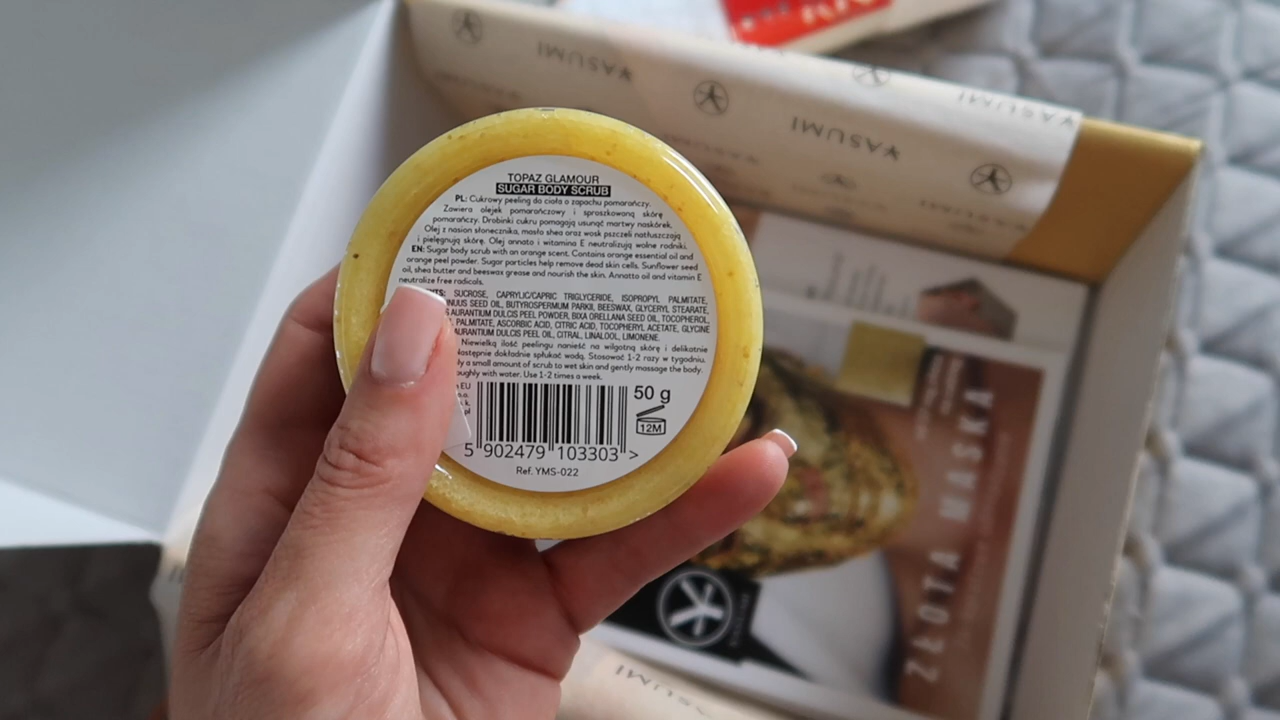 YASUMI
YASUMI
YASUMI
TOPAZ GLAMOUR
SUGAR BODY SCRUB
PL: Cukrowy peeling do ciała o zapachu pomarańczy.
Zawiera olejek pomarańczowy i sproszkowaną skórę
pomarańczy. Drobinki cukru pomagają usunąć martwy naskórek.
Olej z nasion słonecznika, masło shea oraz wosk pszczeli natłuszczają
i pielęgnują skórę. Olej annato i witamina E neutralizują wolne rodniki.
EN: Sugar body scrub with an orange scent. Contains orange essential oil and
orange peel powder. Sugar particles help remove dead skin cells. Sunflower seed
oil, shea butter and beeswax grease and nourish the skin. Annatto oil and vitamin E
neutralize free radicals.
SUCROSE, CAPRYLIC/CAPRIC TRIGLYCERIDE, ISOPROPYL PALMITATE,
SEED OIL, BUTYROSPERMUM PARKII, BEESWAX, GLYCERYL STEARATE,
AURANTIUM DULCIS PEEL POWDER, BIXA ORELLANA SEED OIL, TOCOPHEROL,
PALMITATE, ASCORBIC ACID, CITRIC ACID, TOCOPHERYL ACETATE, GLYCINE
AURANTIUM DULCIS PEEL OIL, CITRAL, LINALOOL, LIMONENE.
Niewielką ilość peelingu nanieść na wilgotną skórę i delikatnie
następnie dokładnie spłukać wodą. Stosować 1-2 razy w tygodniu.
a small amount of scrub to wet skin and gently massage the body.
with water. Use 1-2 times a week.
EU
50 g
12M
5 902479 103303 >
Ref. YMS-022
ZŁOTA MASKA
YASUMI